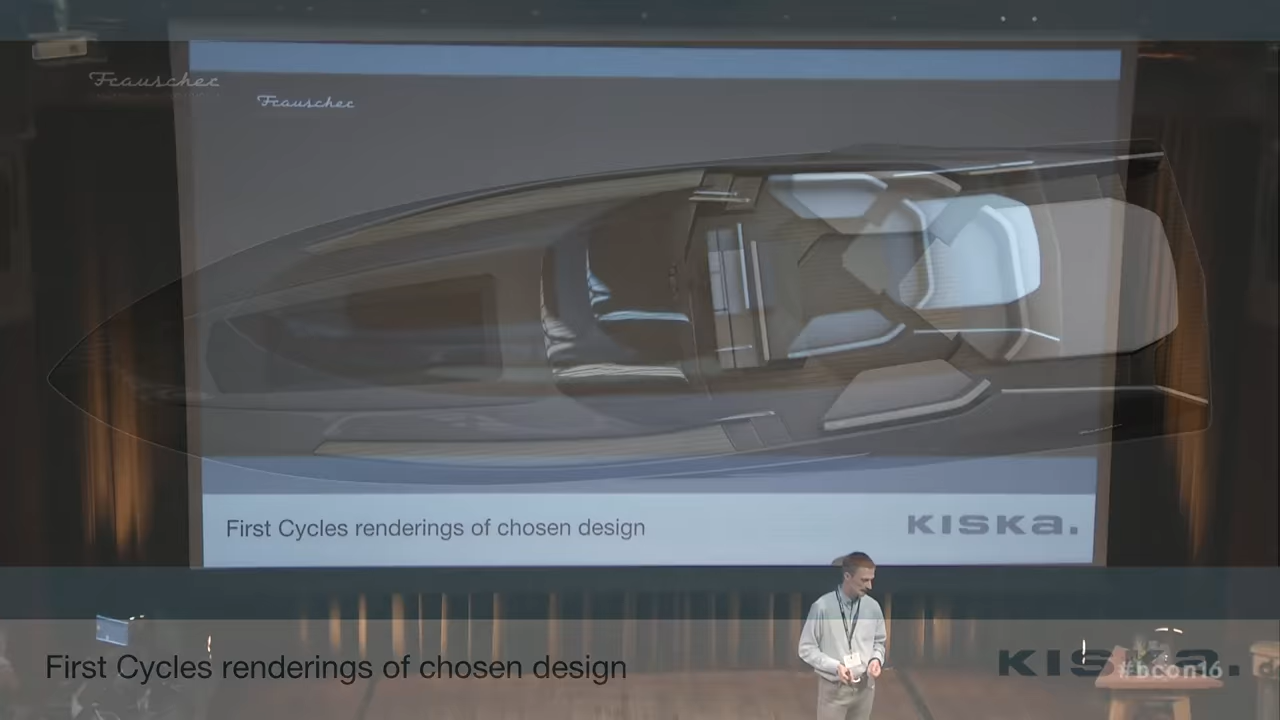 Frauscher
Frauscher
First Cycles renderings of chosen design
KISKA.
First Cycles renderings of chosen design
KISKA.
#bcon16